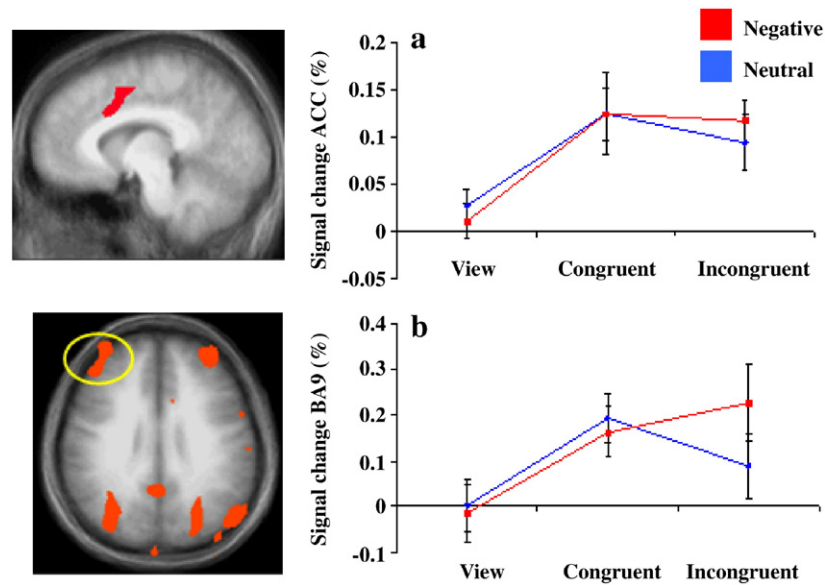 a
Negative
Neutral
Signal change ACC (%)
0.2
0.15
0.1
0.05
0
-0.05
View Congruent Incongruent
b
Signal change BA9 (%)
0.4
0.3
0.2
0.1
0
-0.1
View Congruent Incongruent